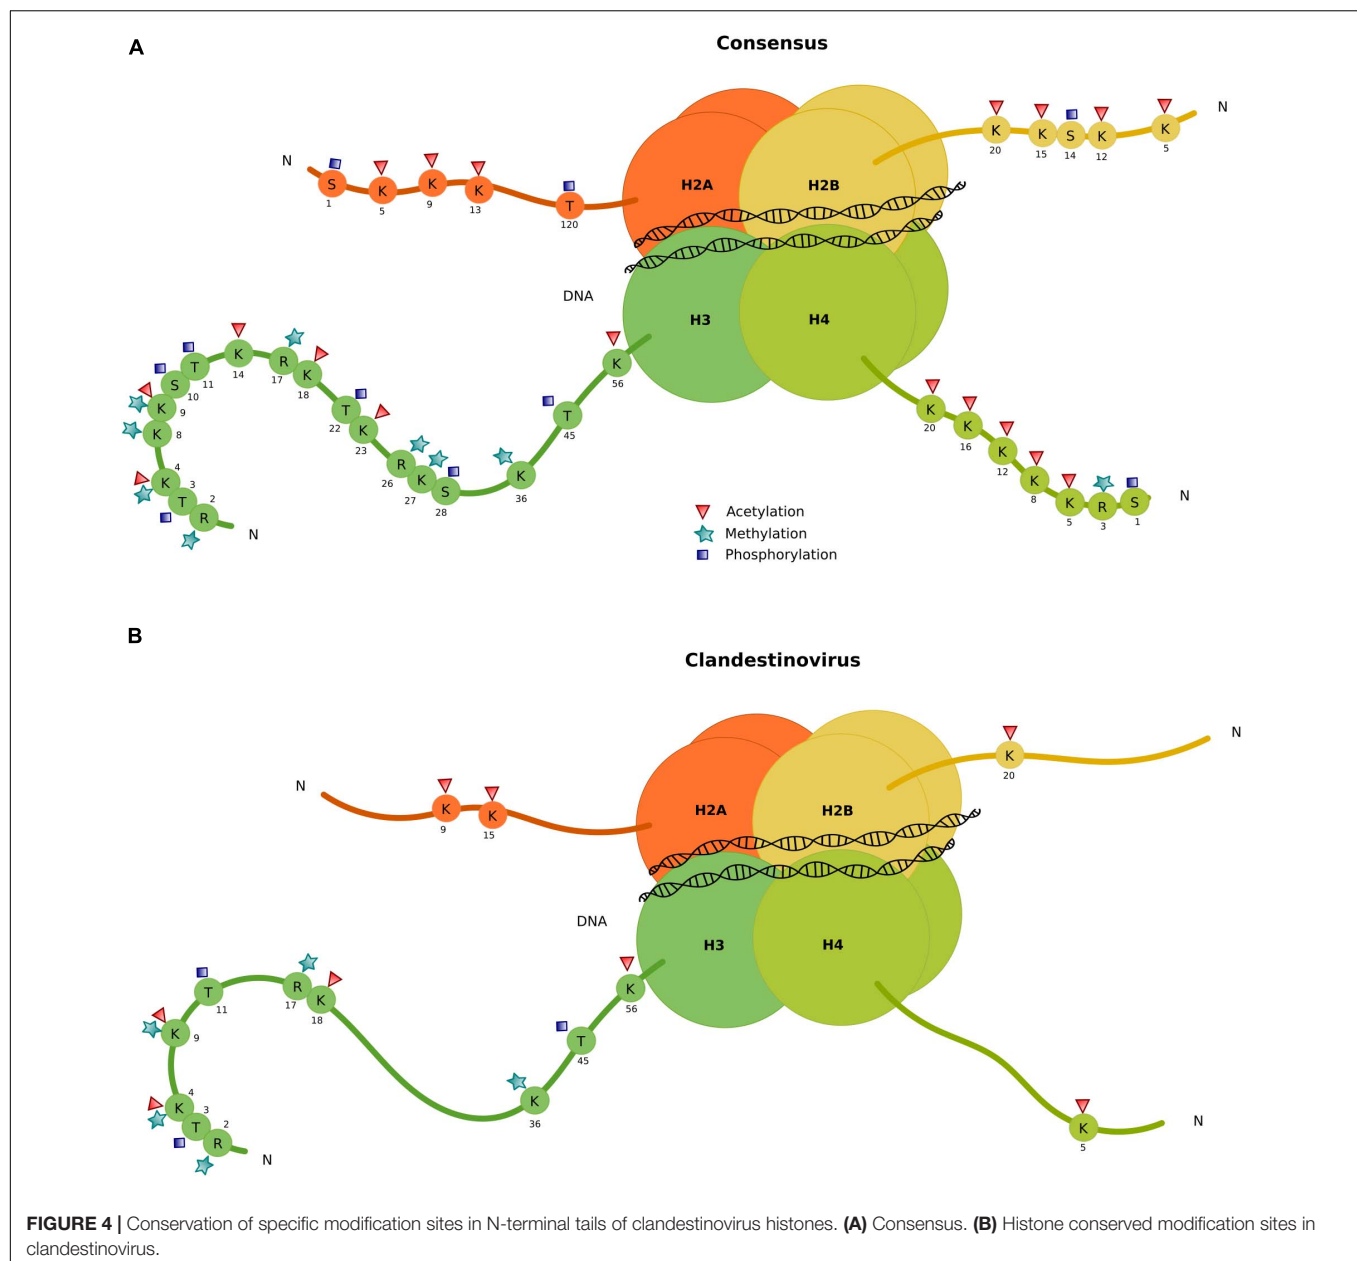 A
Consensus
N
S
1
K
5
K
9
K
13
T
120
H2A
H2B
K
20
K
15
S
14
K
12
K
5
N
DNA
H3
H4
N
R
2
T
3
K
4
K
8
K
9
S
10
T
11
K
14
R
17
K
18
T
22
K
23
R
26
K
27
S
28
K
36
T
45
K
56
K
20
K
16
K
12
K
8
K
5
R
3
S
1
N
Acetylation
Methylation
Phosphorylation
B
Clandestinovirus
N
K
9
K
15
H2A
H2B
K
20
N
DNA
H3
H4
N
R
2
T
3
K
4
K
9
T
11
R
17
K
18
K
36
T
45
K
56
K
5
N
FIGURE 4 | Conservation of specific modification sites in N-terminal tails of clandestinovirus histones. (A) Consensus. (B) Histone conserved modification sites in
clandestinovirus.